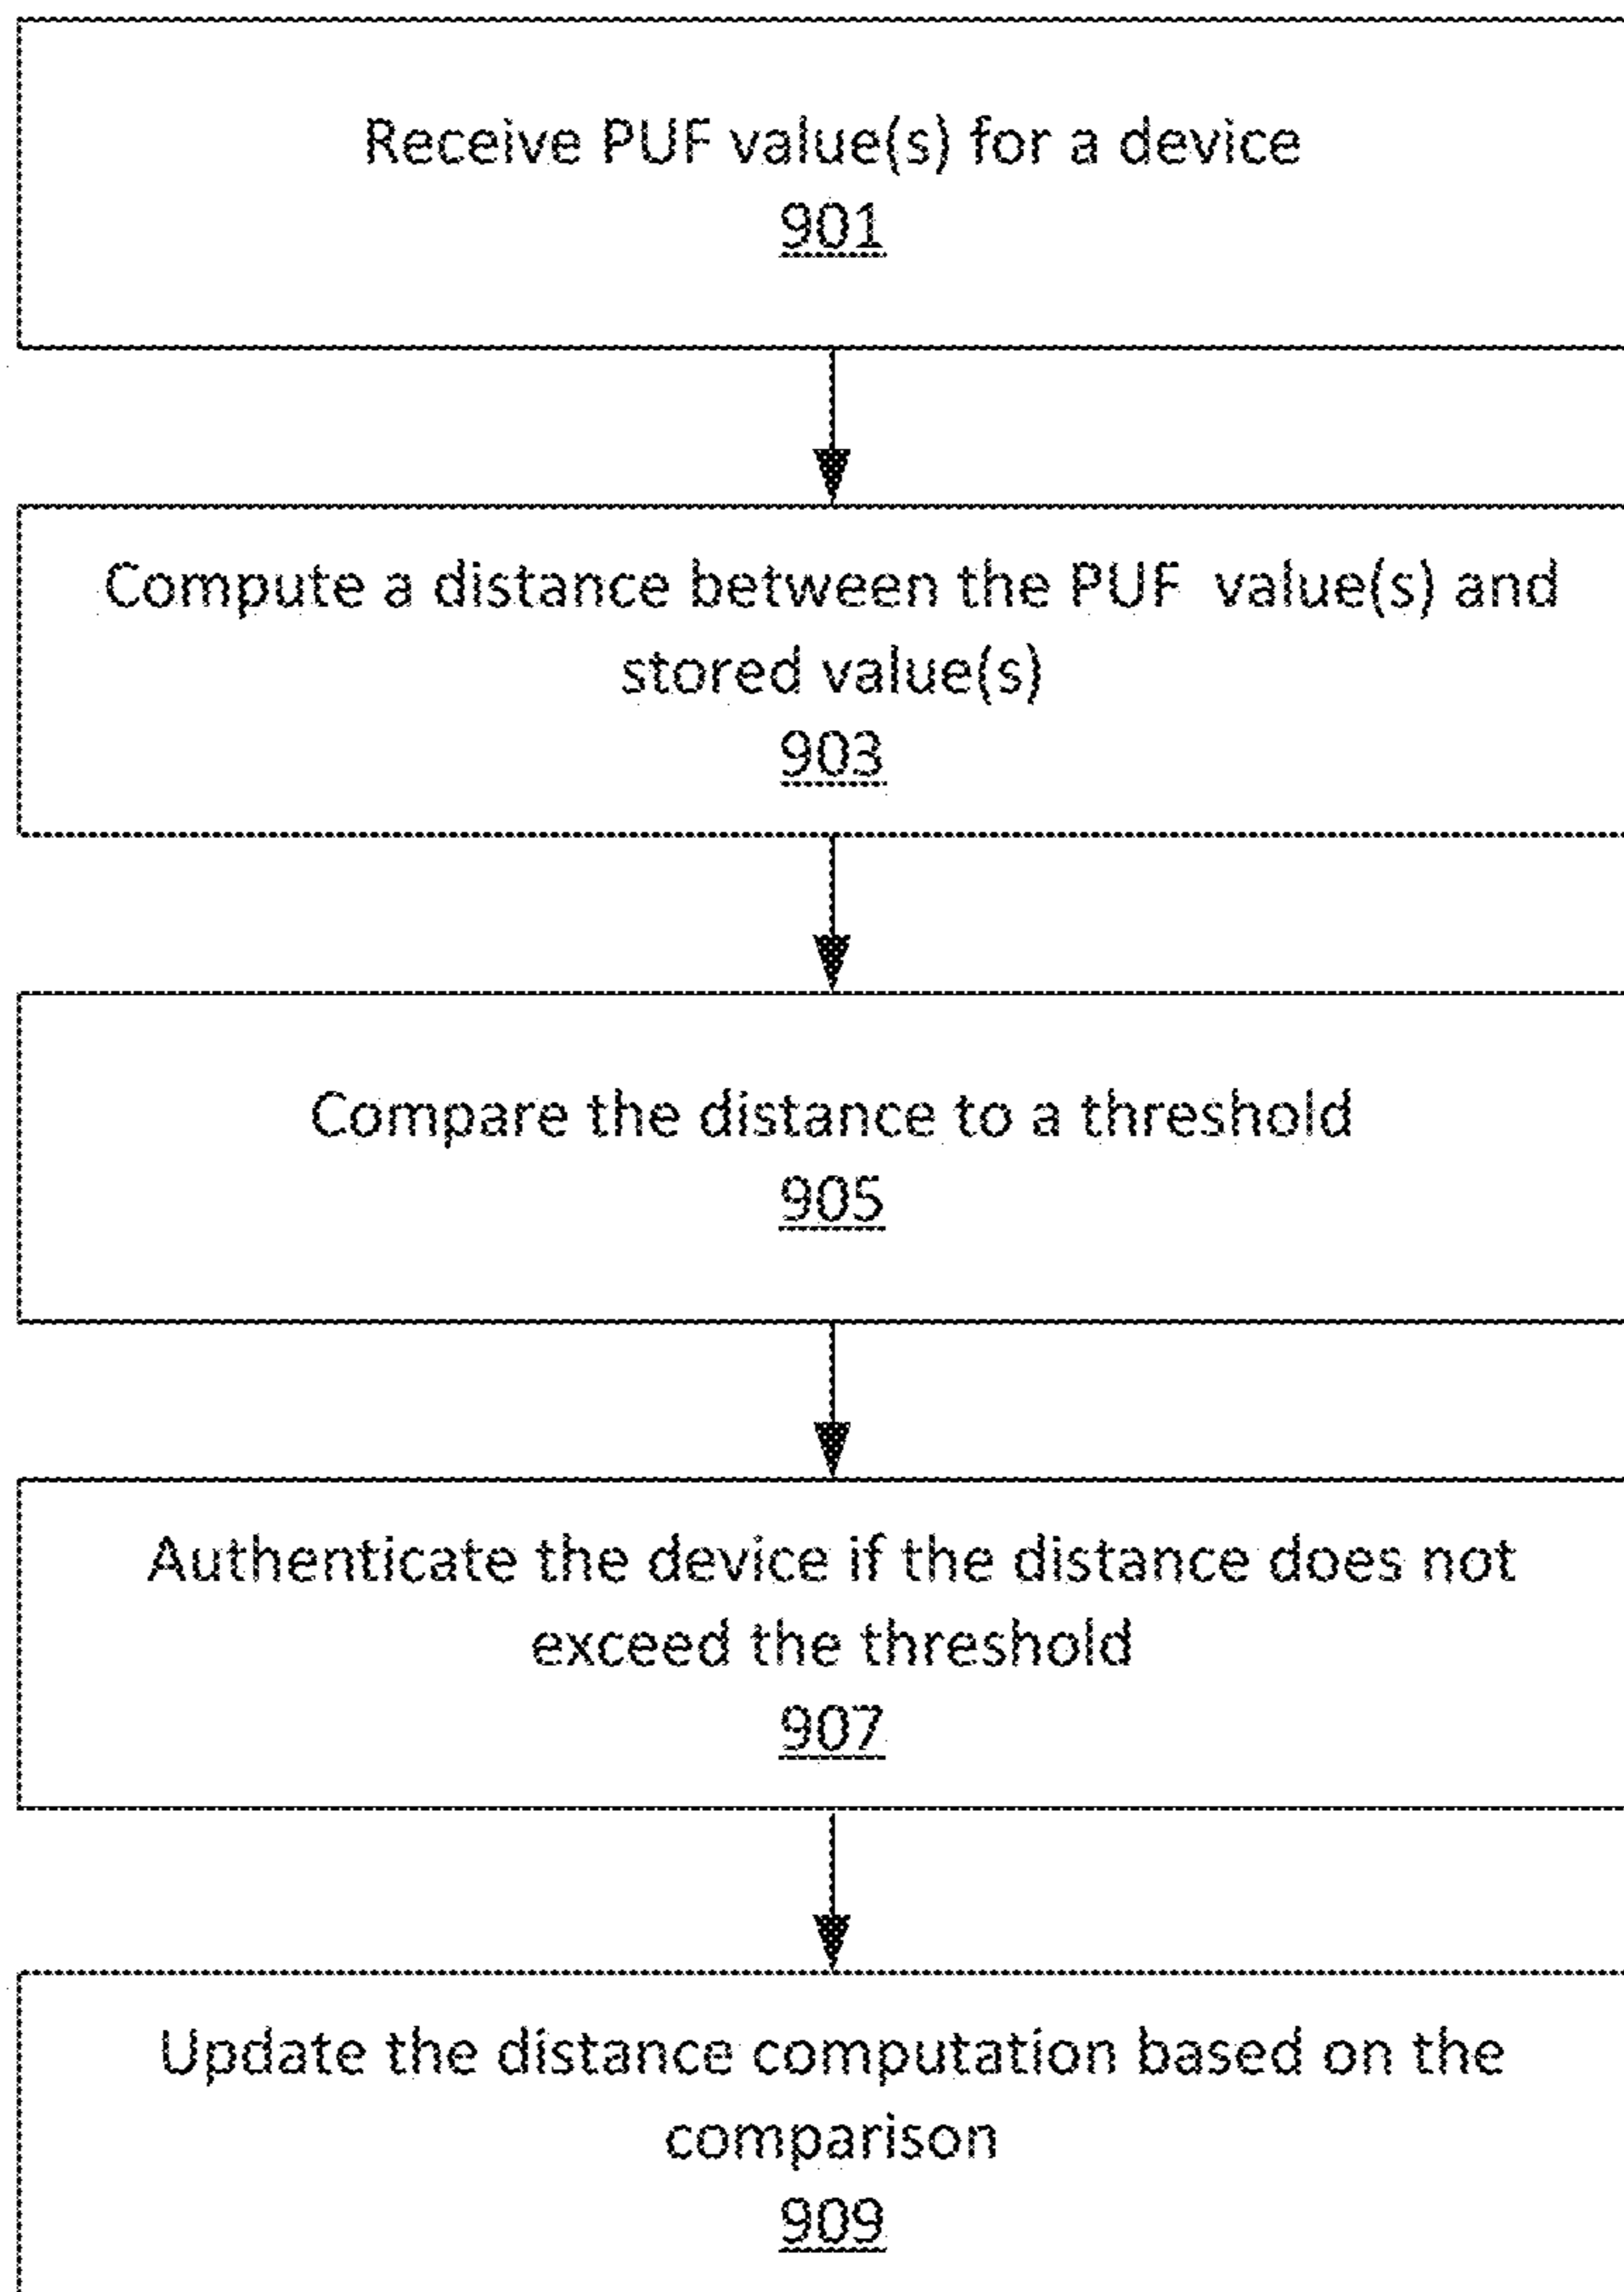 Receive PUF value(s) for a device
901
Compute a distance between the PUF value(s) and
stored value(s)
903
Compare the distance to a threshold
905
Authenticate the device if the distance does not
exceed the threshold
907
Update the distance computation based on the
comparison
909